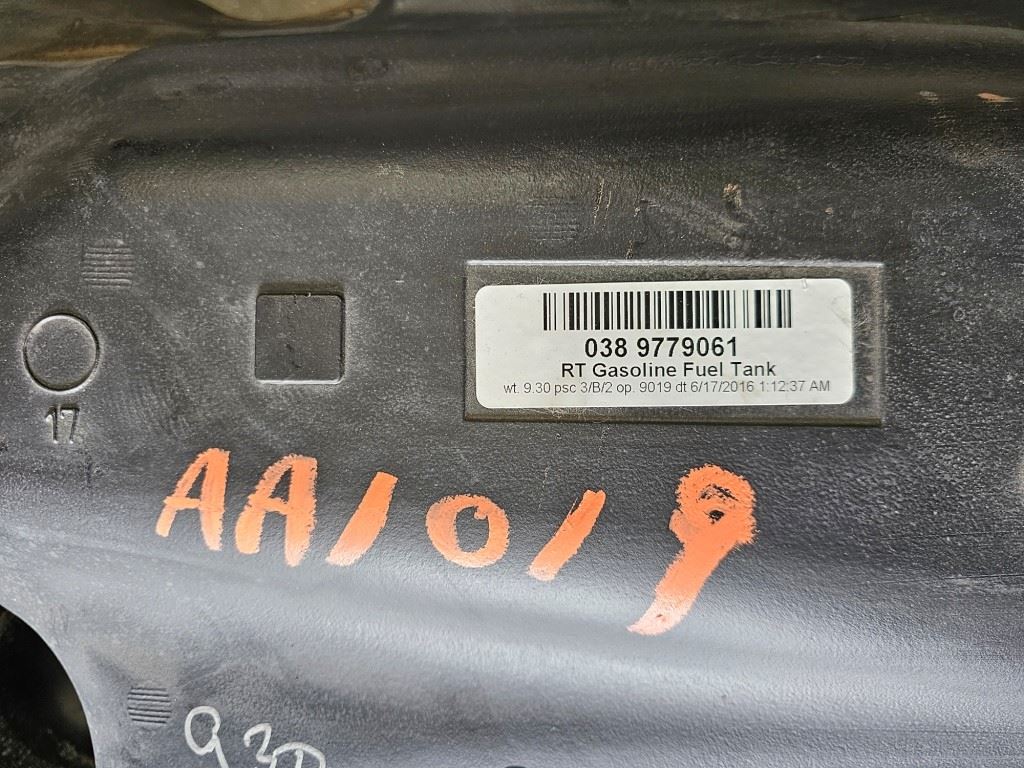 038 9779061
RT Gasoline Fuel Tank
wt. 9.30 psc 3/B/2 op. 9019 dt 6/17/2016 1:12:37 AM
17
AA1019